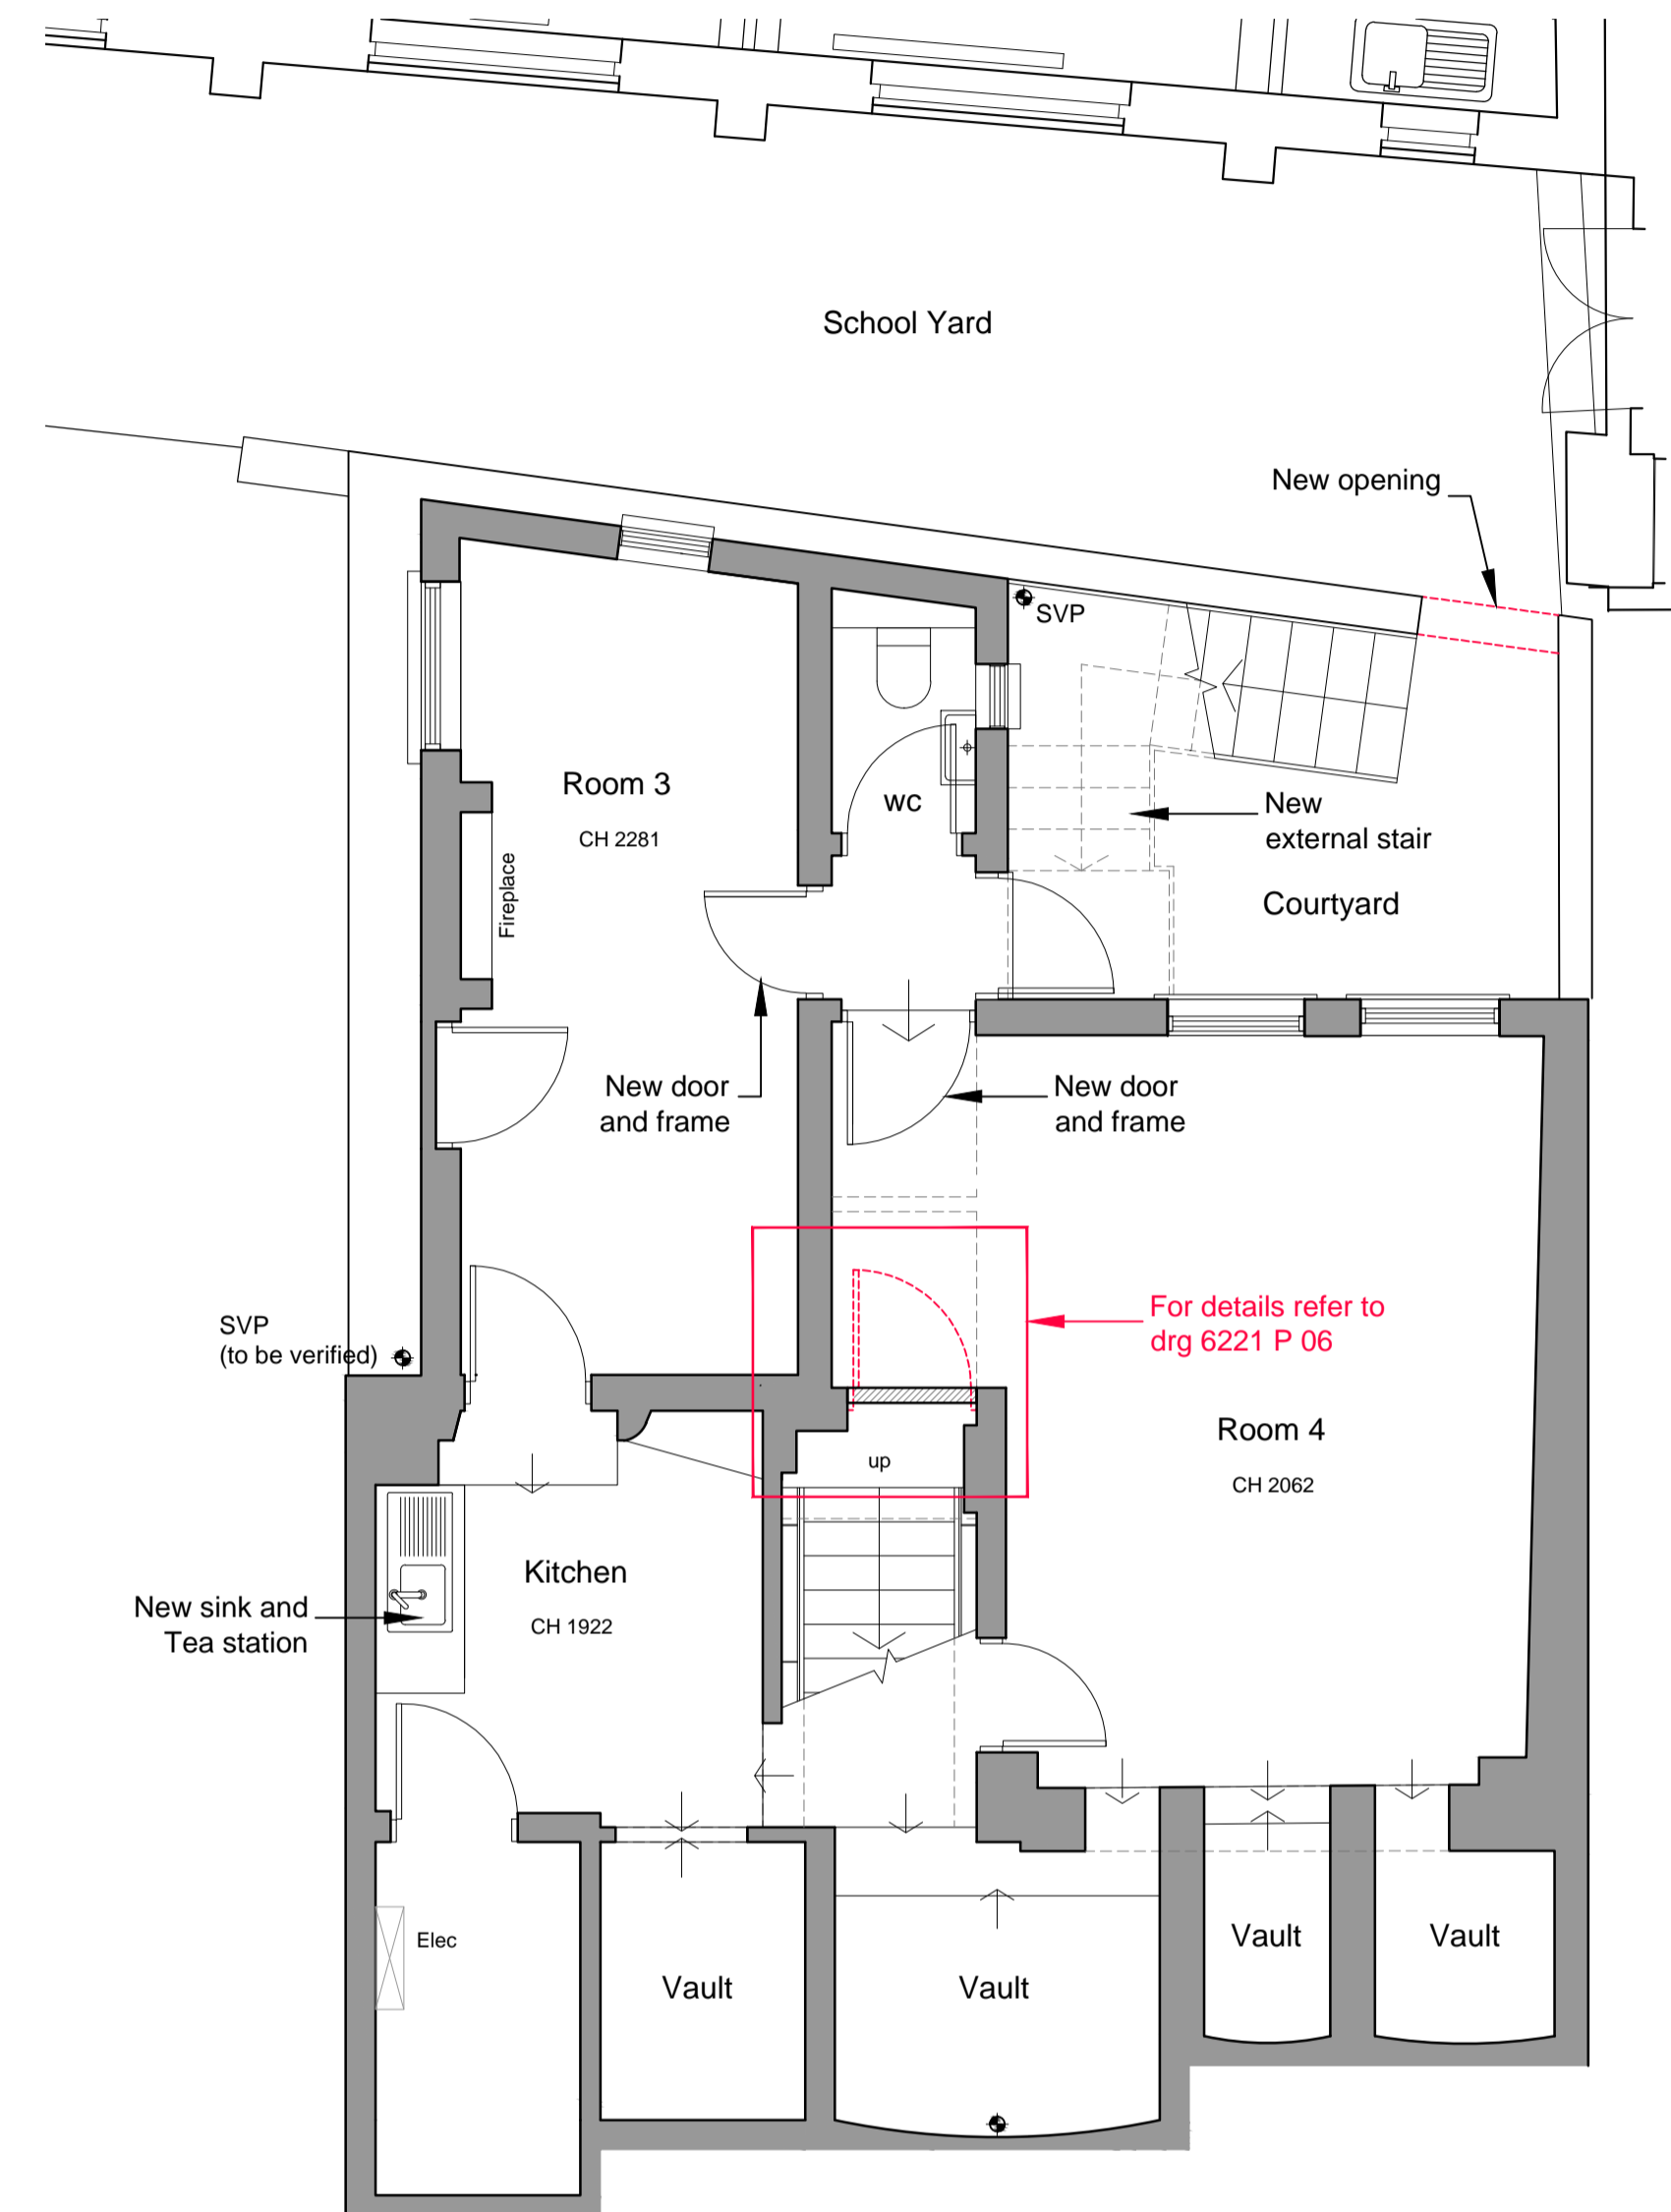 School Yard
New opening
SVP
Room 3
CH 2281
wc
New
external stair
Fireplace
Courtyard
New door
and frame
New door
and frame
SVP
(to be verified)
For details refer to
drg 6221 P 06
Room 4
CH 2062
up
Kitchen
CH 1922
New sink and
Tea station
Elec
Vault
Vault
Vault
Vault